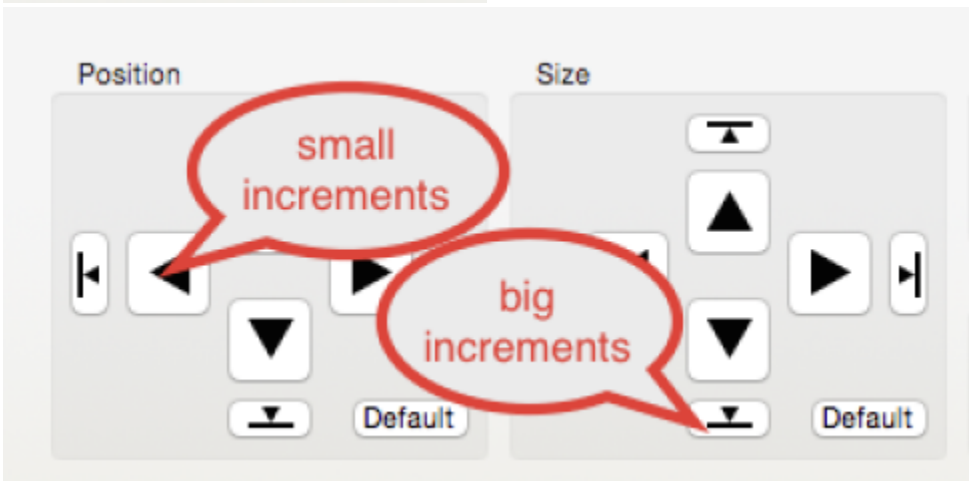 Position
Size
small
increments
big
increments
Default
Default